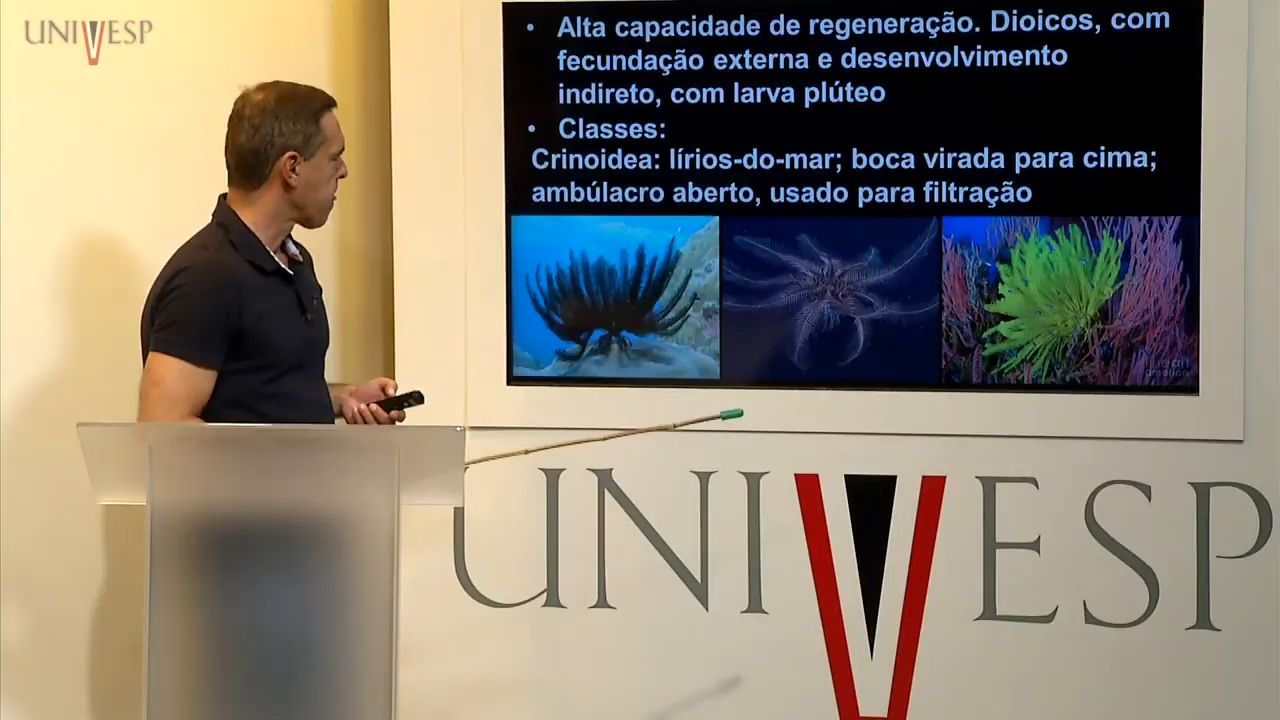 UNIVESP
• Alta capacidade de regeneração. Dioicos, com
fecundação externa e desenvolvimento
indireto, com larva plúteo
• Classes:
Crinoidea: lírios-do-mar; boca virada para cima;
ambúlacro aberto, usado para filtração
UNIVESP